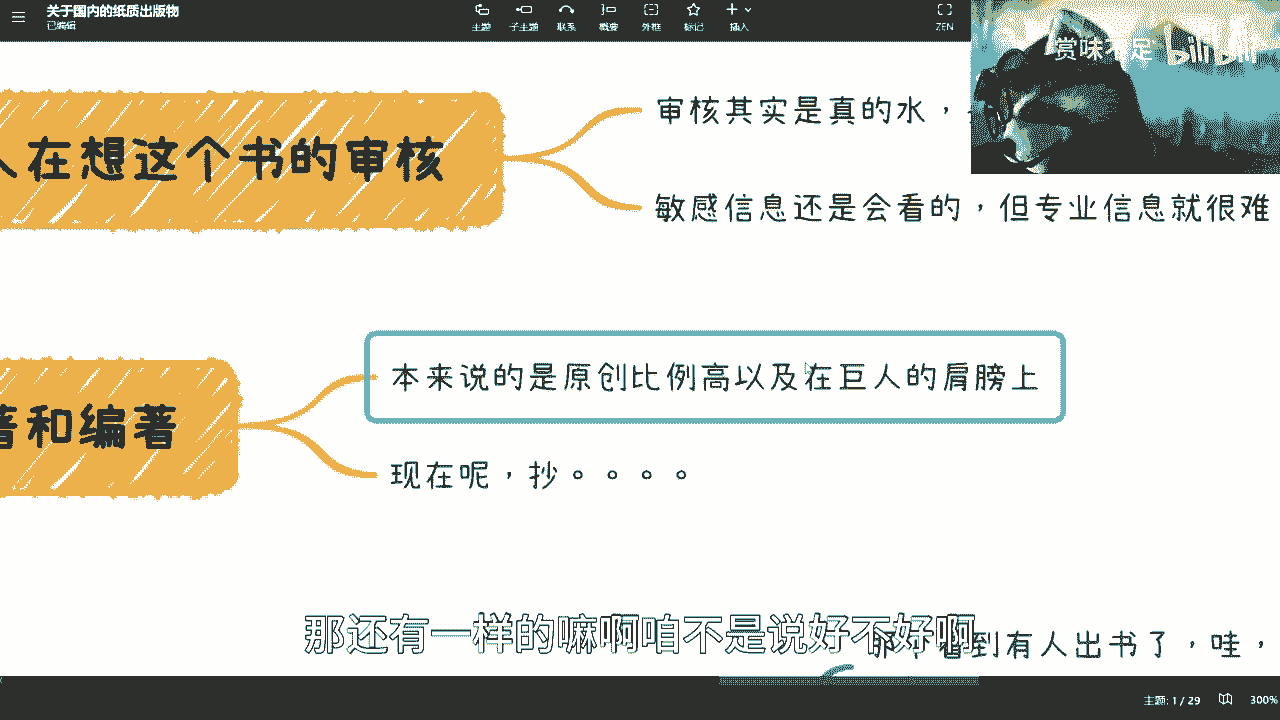 关于圈内的纸质出版物
已编辑
主题 子主题 联系 概要 外框 标记 插入 ZEN
赏味不足 bilibili
审核其实是真的水，
人在想这个书的审核
敏感信息还是会看的，但专业信息就很难
本来说的是原创比例高以及在巨人的肩膀上
著和编著
现在呢，抄。。。。
那还有一样的嘛啊咱不是说好不好啊
看到有人出书了，哇，
主题: 1 / 29 300%